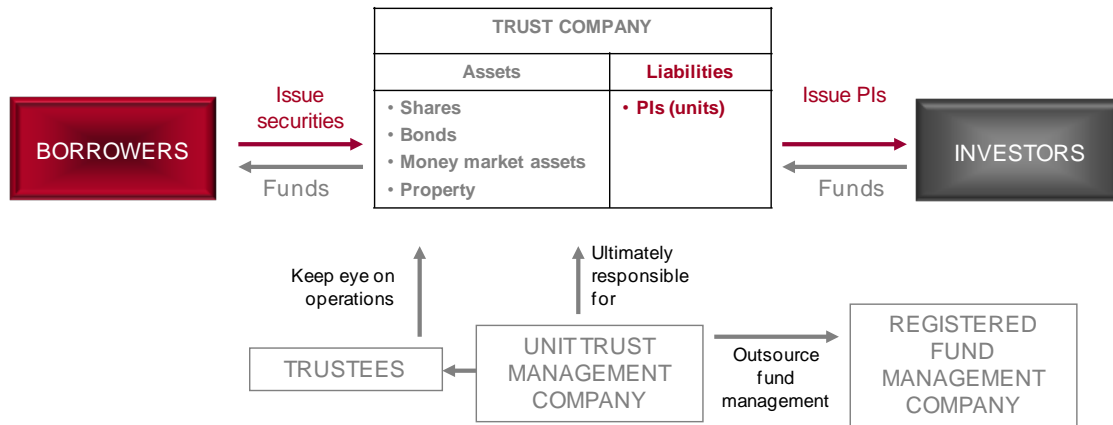 TRUST COMPANY
Assets
Liabilities
• Shares
• Bonds
• Money market assets
• Property
• PIs (units)
BORROWERS
Issue
securities
Funds
Issue PIs
Funds
INVESTORS
Keep eye on
operations
Ultimately
responsible
for
TRUSTEES
UNIT TRUST
MANAGEMENT
COMPANY
Outsource
fund
management
REGISTERED
FUND
MANAGEMENT
COMPANY